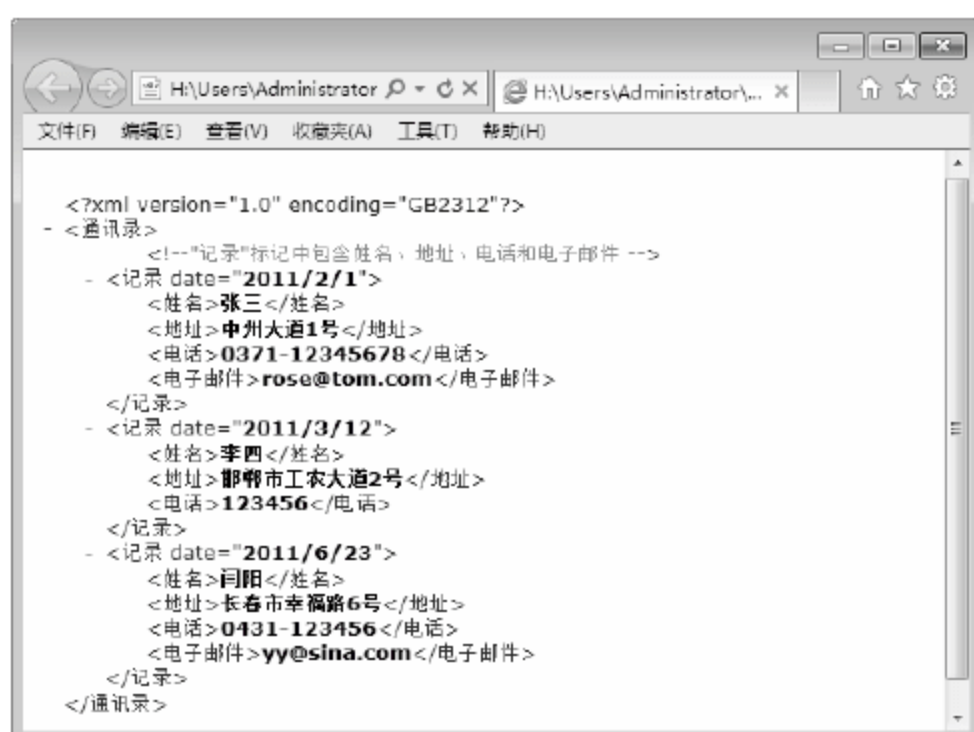 H:\Users\Administrator
H:\Users\Administrator\...
文件(F) 编辑(E) 查看(V) 收藏夹(A) 工具(T) 帮助(H)
<?xml version="1.0" encoding="GB2312"?>
- <通讯录>
<!--"记录"标记中包含姓名、地址、电话和电子邮件 -->
- <记录 date="2011/2/1">
<姓名>张三</姓名>
<地址>中州大道1号</地址>
<电话>0371-12345678</电话>
<电子邮件>rose@tom.com</电子邮件>
</记录>
- <记录 date="2011/3/12">
<姓名>李四</姓名>
<地址>邯郸市工农大道2号</地址>
<电话>123456</电话>
</记录>
- <记录 date="2011/6/23">
<姓名>闫阳</姓名>
<地址>长春市幸福路6号</地址>
<电话>0431-123456</电话>
<电子邮件>yy@sina.com</电子邮件>
</记录>
</通讯录>